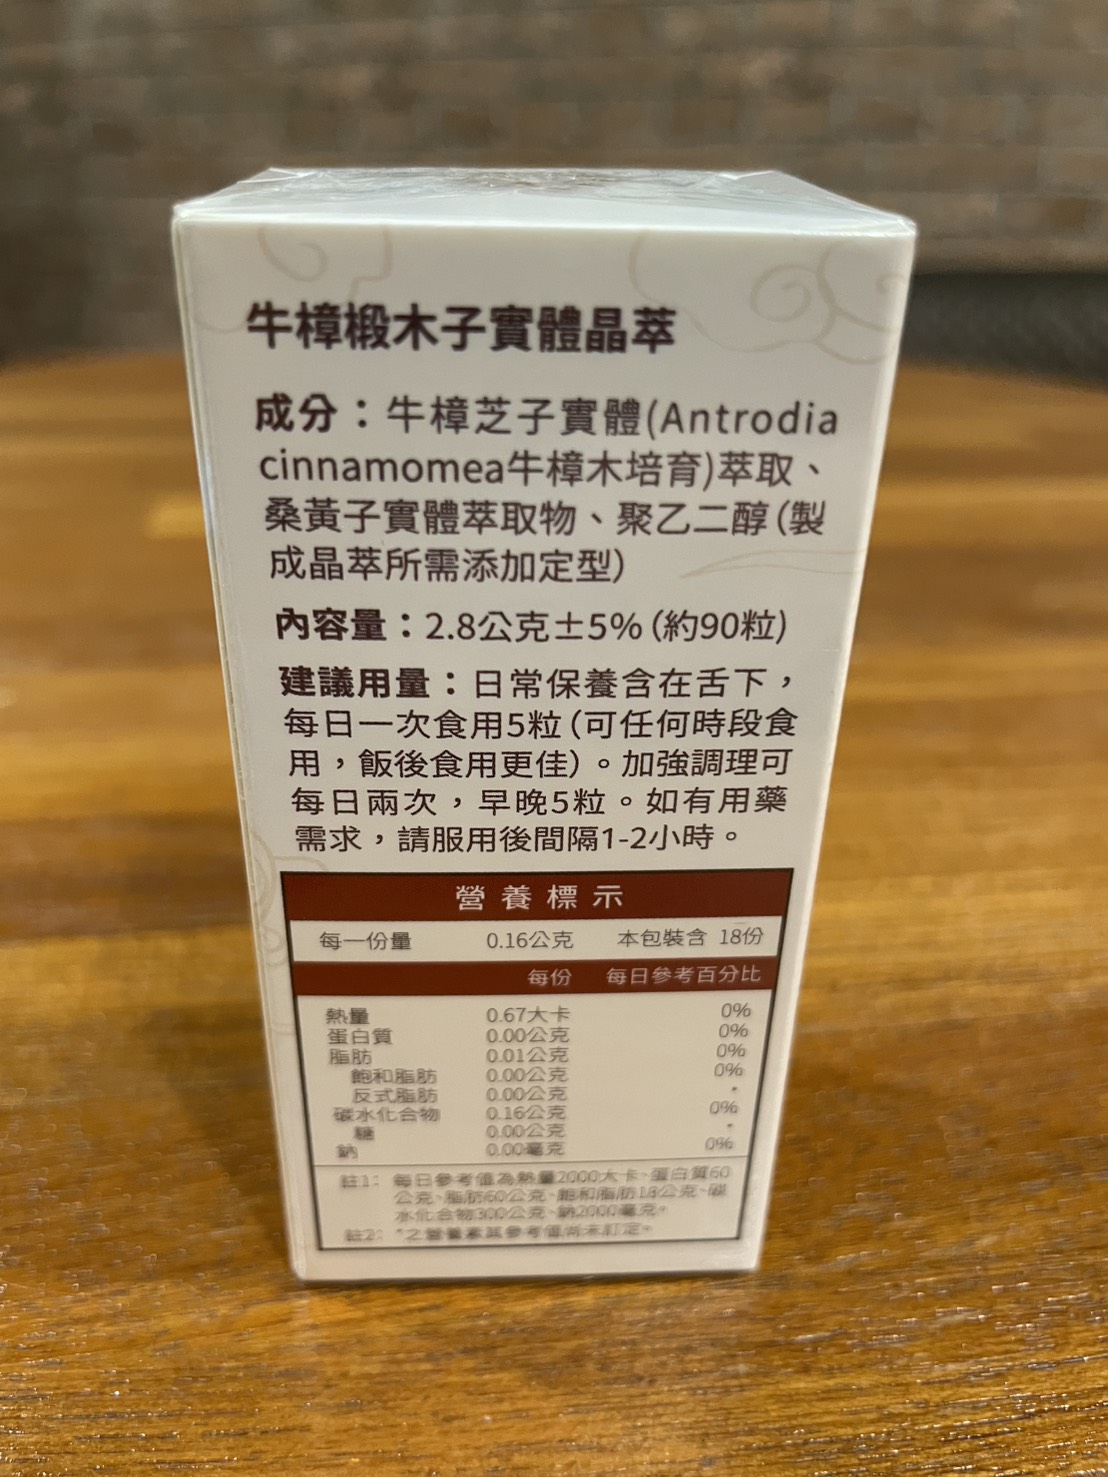 牛樟椴木子實體晶萃
成分：牛樟芝子實體(Antrodia
cinnamomea牛樟木培育)萃取、
桑黃子實體萃取物、聚乙二醇(製
成晶萃所需添加定型)
內容量：2.8公克±5%(約90粒)
建議用量：日常保養含在舌下，
每日一次食用5粒(可任何時段食
用，飯後食用更佳)。加強調理可
每日兩次，早晚5粒。如有用藥
需求，請服用後間隔1-2小時。
營養標示
每一份量 0.16公克 本包裝含 18份
每份 每日參考百分比
熱量 0.67大卡 0%
蛋白質 0.00公克 0%
脂肪 0.01公克 0%
飽和脂肪 0.00公克 0%
反式脂肪 0.00公克 *
碳水化合物 0.16公克 0%
糖 0.00公克 *
鈉 0.00毫克 0%
註1：每日參考值為熱量2000大卡、蛋白質60
公克、脂肪60公克、飽和脂肪18公克、碳
水化合物300公克、鈉2000毫克。
註2：*之營養素其參考值尚未訂定。